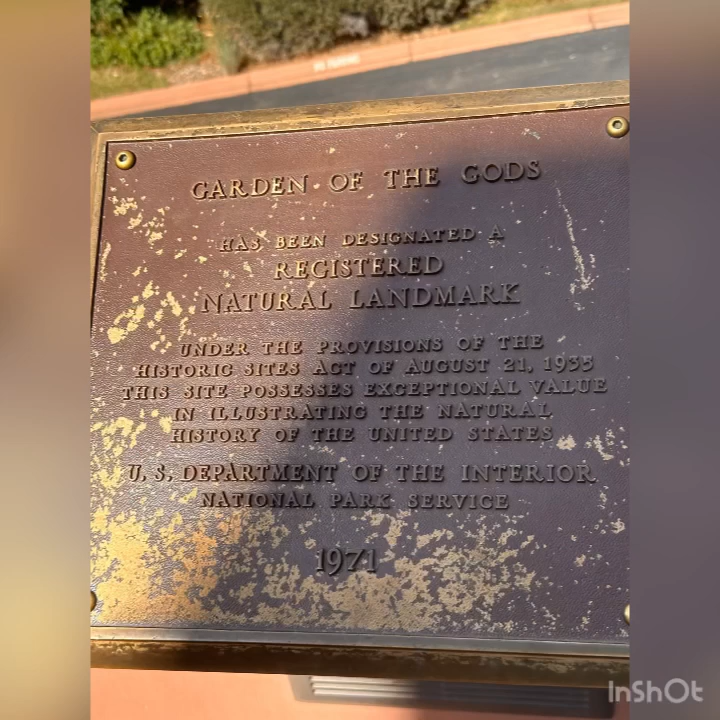 GARDEN OF THE GODS
HAS BEEN DESIGNATED A
REGISTERED
NATURAL LANDMARK
UNDER THE PROVISIONS OF THE
HISTORIC SITES ACT OF AUGUST 21, 1935
THIS SITE POSSESSES EXCEPTIONAL VALUE
IN ILLUSTRATING THE NATURAL
HISTORY OF THE UNITED STATES
U. S. DEPARTMENT OF THE INTERIOR
NATIONAL PARK SERVICE
1971
InShOt